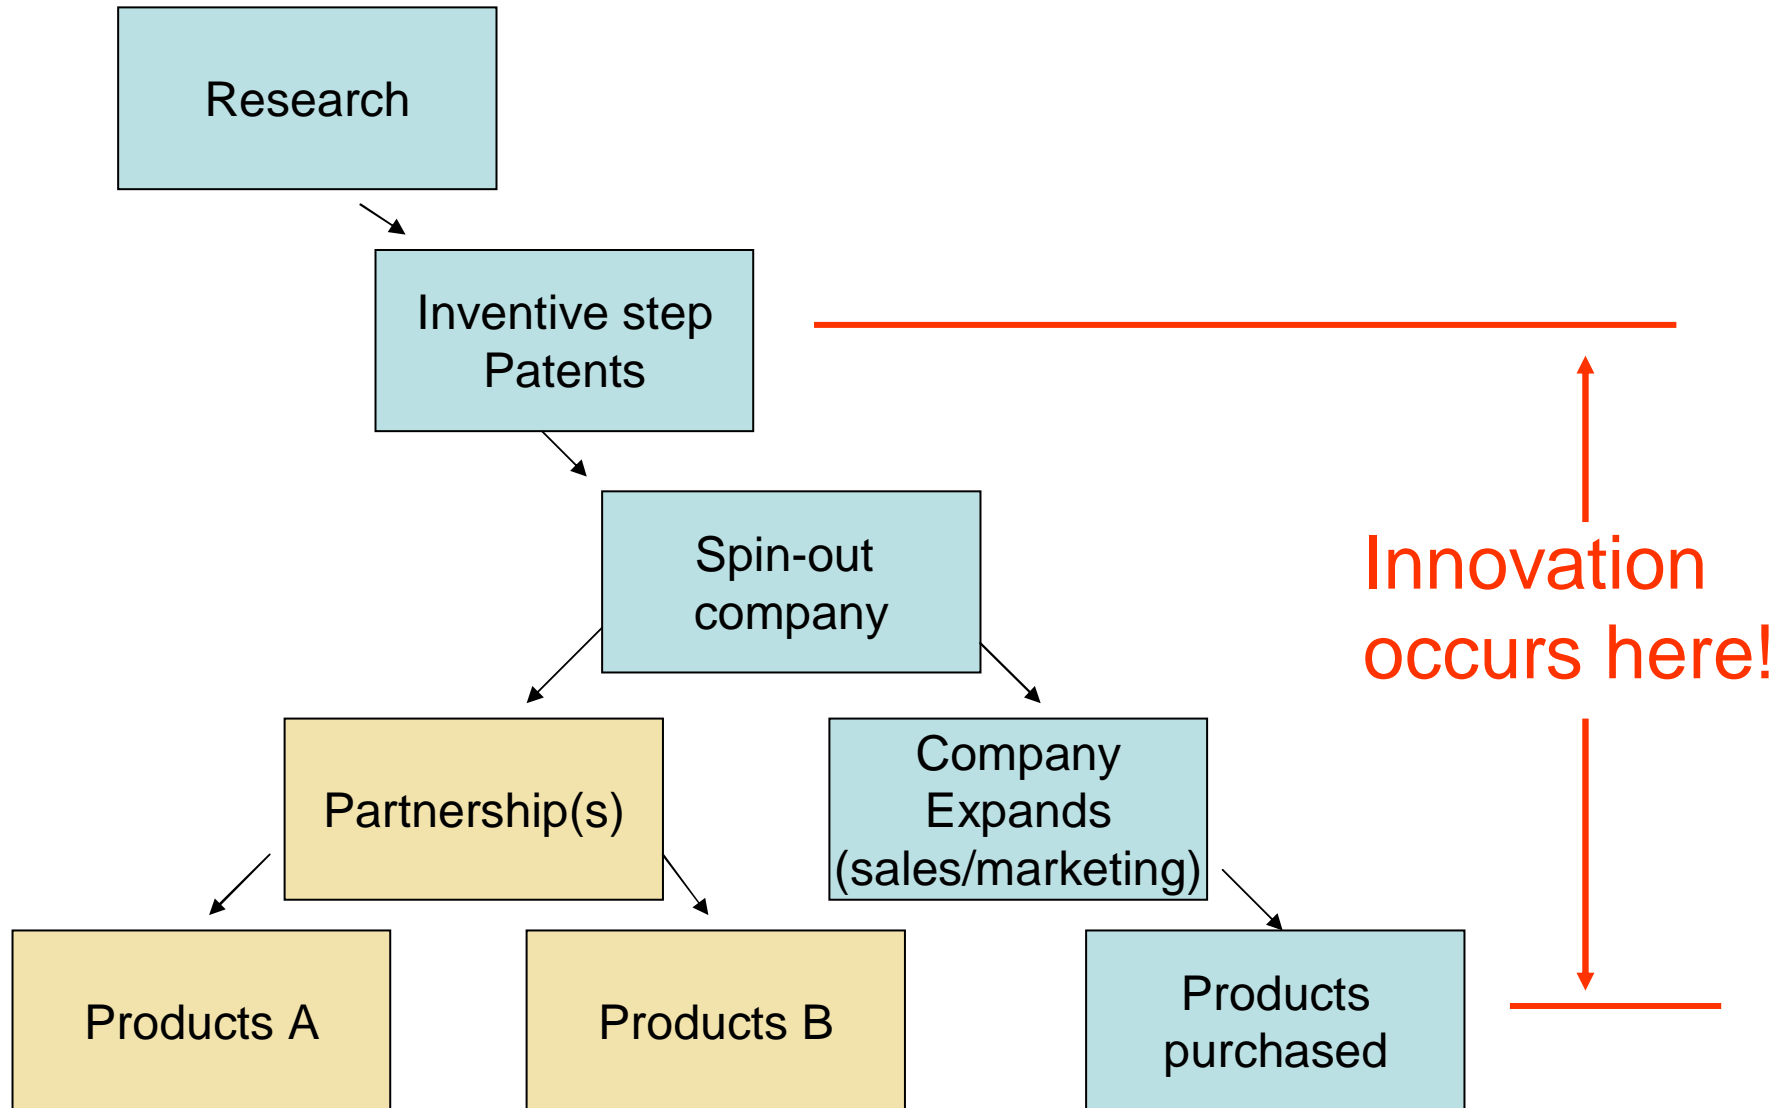 Research
Inventive step
Patents
Spin-out
company
Innovation
occurs here!
Partnership(s)
Company
Expands
(sales/marketing)
Products A
Products B
Products
purchased